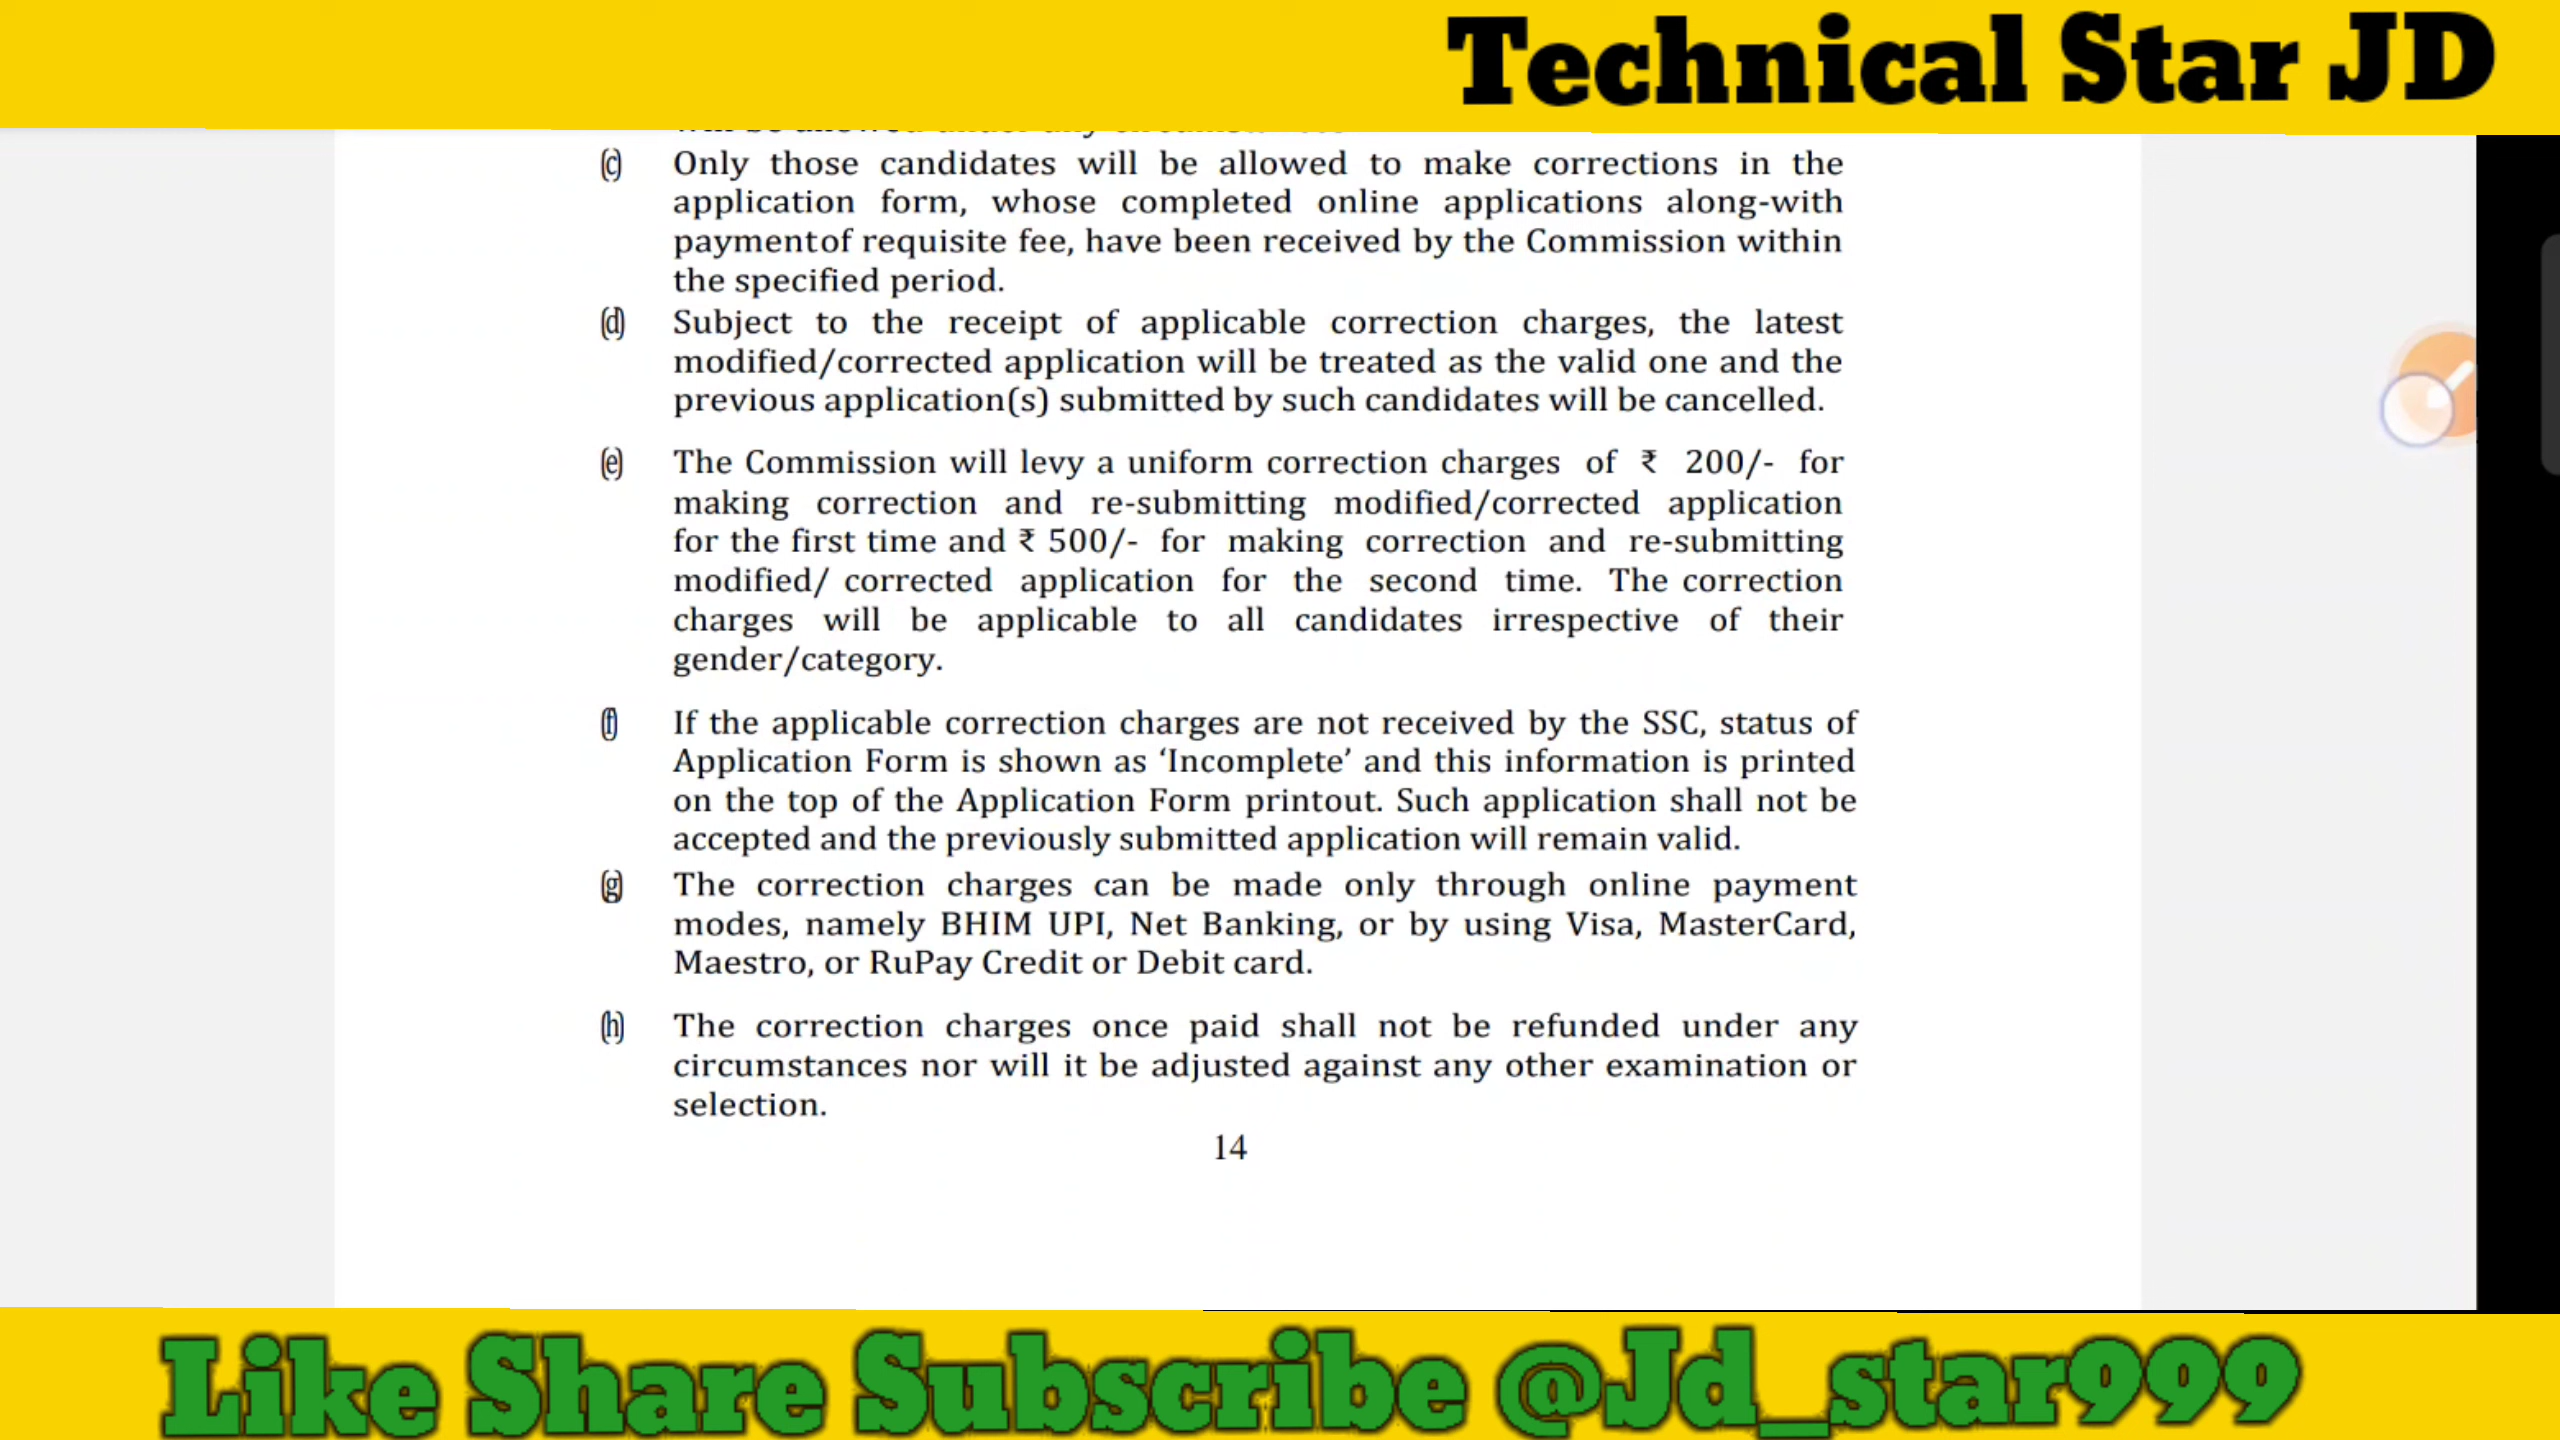 Technical Star JD
(c) Only those candidates will be allowed to make corrections in the
application form, whose completed online applications along-with
paymentof requisite fee, have been received by the Commission within
the specified period.
(d) Subject to the receipt of applicable correction charges, the latest
modified/corrected application will be treated as the valid one and the
previous application(s) submitted by such candidates will be cancelled.
(e) The Commission will levy a uniform correction charges of ₹ 200/- for
making correction and re-submitting modified/corrected application
for the first time and ₹ 500/- for making correction and re-submitting
modified/ corrected application for the second time. The correction
charges will be applicable to all candidates irrespective of their
gender/category.
(f) If the applicable correction charges are not received by the SSC, status of
Application Form is shown as ‘Incomplete’ and this information is printed
on the top of the Application Form printout. Such application shall not be
accepted and the previously submitted application will remain valid.
(g) The correction charges can be made only through online payment
modes, namely BHIM UPI, Net Banking, or by using Visa, MasterCard,
Maestro, or RuPay Credit or Debit card.
(h) The correction charges once paid shall not be refunded under any
circumstances nor will it be adjusted against any other examination or
selection.
14
Like Share Subscribe @Jd_star999